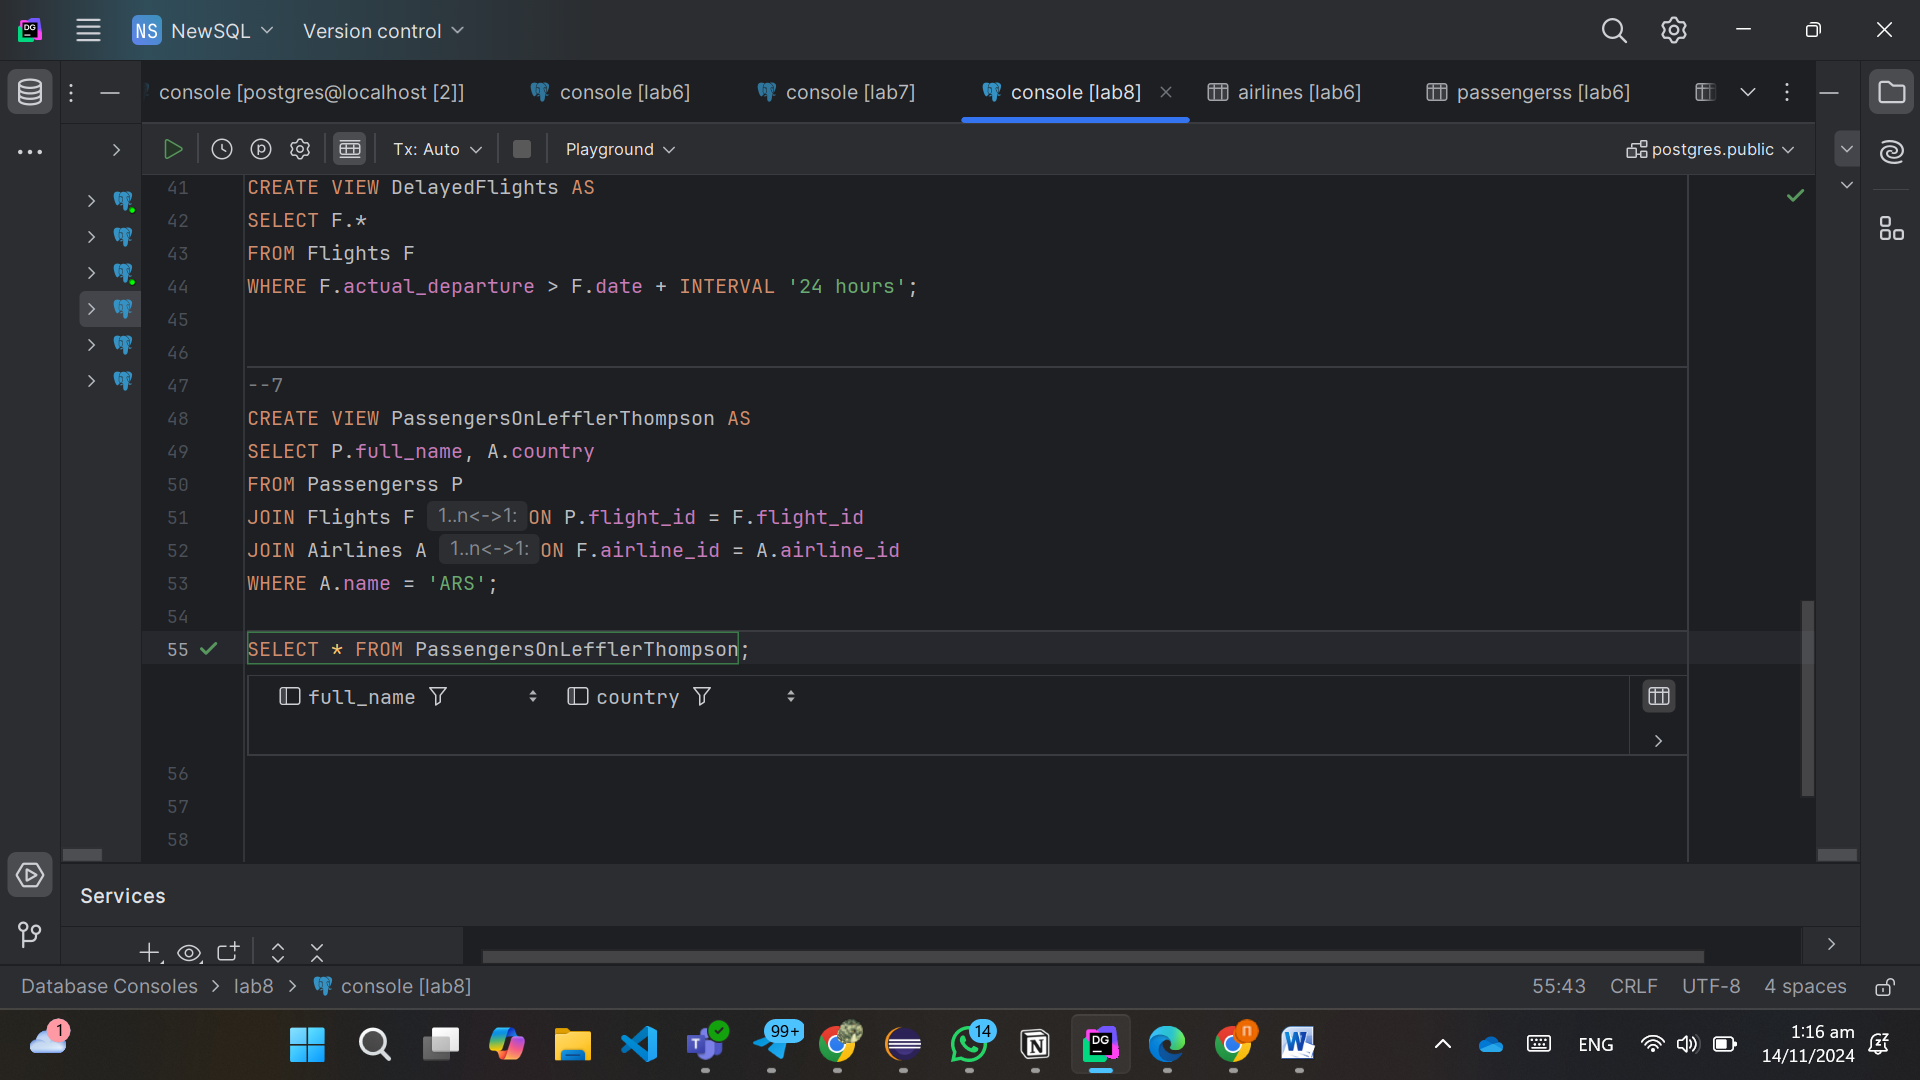 DG
NS NewSQL Version control
console [postgres@localhost [2]] console [lab6] console [lab7] console [lab8] airlines [lab6] passengerss [lab6]
Tx: Auto Playground postgres.public
41 CREATE VIEW DelayedFlights AS
42 SELECT F.*
43 FROM Flights F
44 WHERE F.actual_departure > F.date + INTERVAL '24 hours';
45
46
47 --7
48 CREATE VIEW PassengersOnLefflerThompson AS
49 SELECT P.full_name, A.country
50 FROM Passengerss P
51 JOIN Flights F 1..n<->1: ON P.flight_id = F.flight_id
52 JOIN Airlines A 1..n<->1: ON F.airline_id = A.airline_id
53 WHERE A.name = 'ARS';
54
55 SELECT * FROM PassengersOnLefflerThompson;
full_name country
56
57
58
Services
Database Consoles > lab8 > console [lab8] 55:43 CRLF UTF-8 4 spaces
1 99+ 14 n DG ENG 1:16 am
14/11/2024